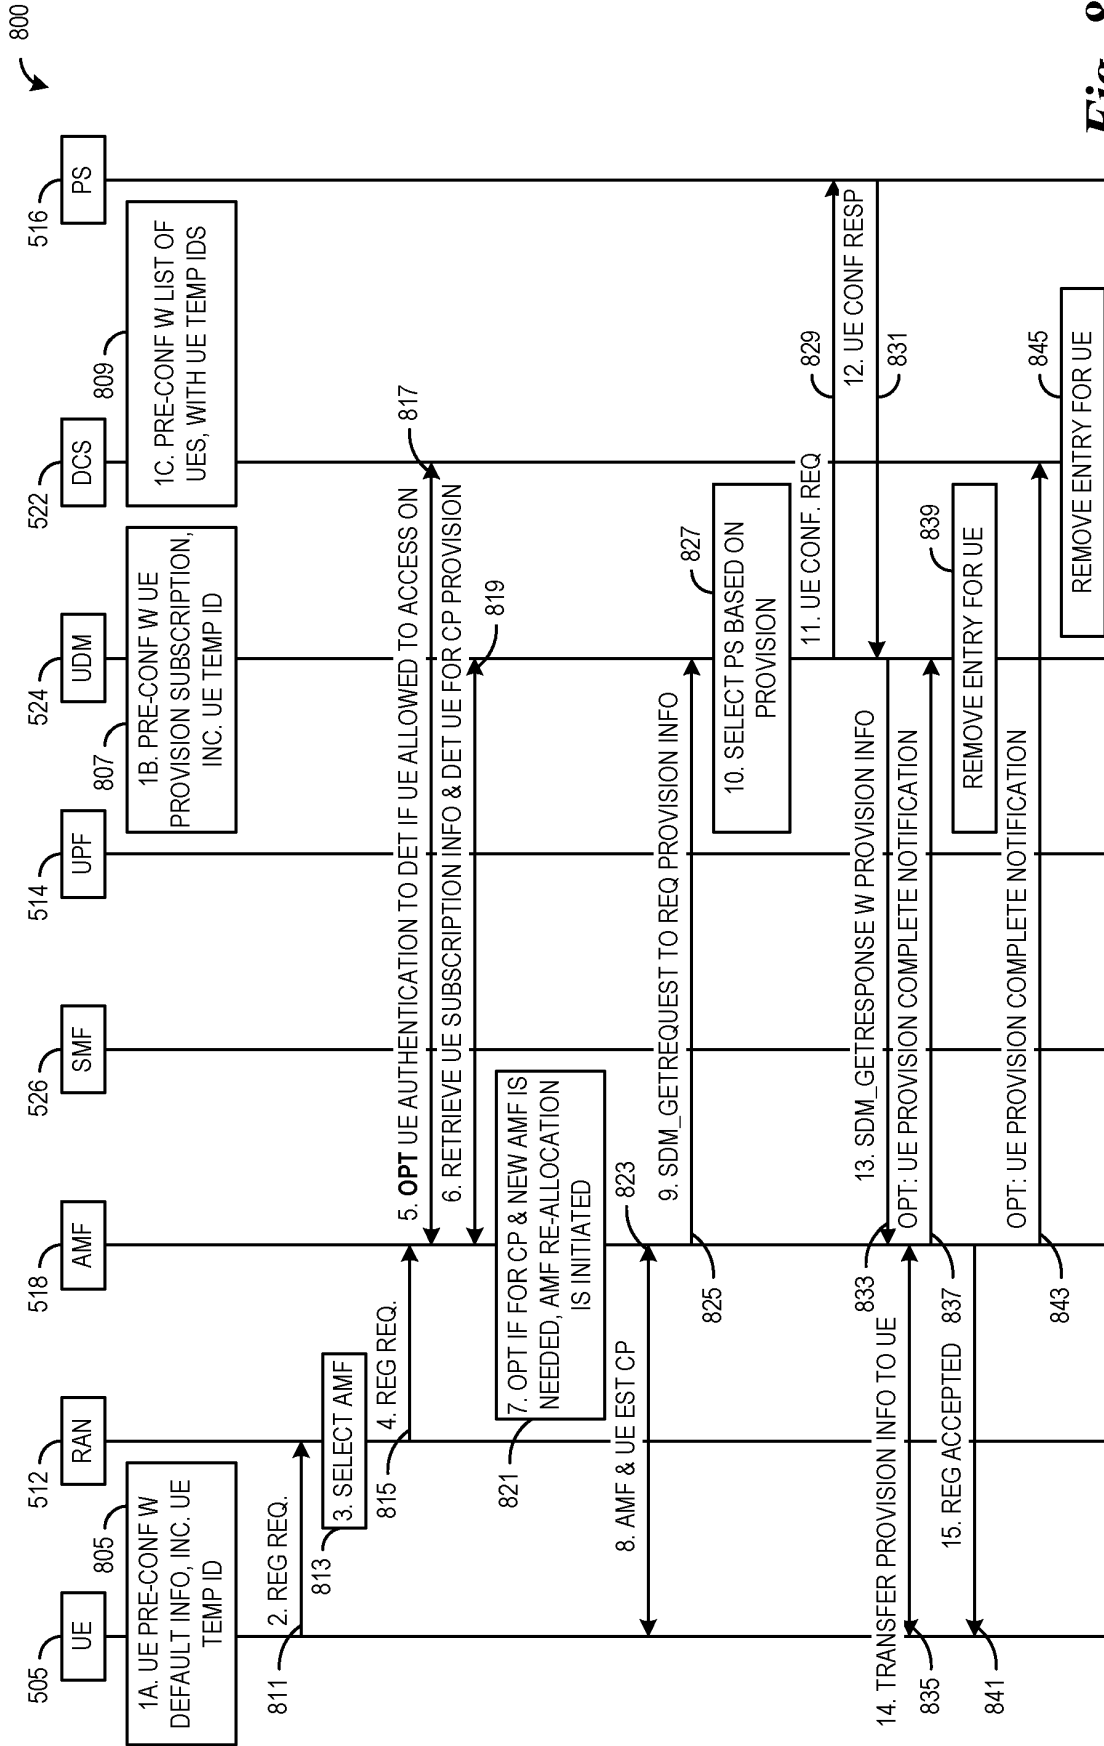 800
505
UE
512
RAN
518
AMF
526
SMF
514
UPF
524
UDM
522
DCS
516
PS
805
1A. UE PRE-CONF W
DEFAULT INFO, INC. UE
TEMP ID
807
1B. PRE-CONF W UE
PROVISION SUBSCRIPTION,
INC. UE TEMP ID
809
1C. PRE-CONF W LIST OF
UES, WITH UE TEMP IDS
811
2. REG REQ.
813
3. SELECT AMF
815
4. REG REQ.
5. OPT UE AUTHENTICATION TO DET IF UE ALLOWED TO ACCESS ON
817
6. RETRIEVE UE SUBSCRIPTION INFO & DET UE FOR CP PROVISION
819
821
7. OPT IF FOR CP & NEW AMF IS
NEEDED, AMF RE-ALLOCATION
IS INITIATED
8. AMF & UE EST CP
823
9. SDM_GETREQUEST TO REQ PROVISION INFO
825
827
10. SELECT PS BASED ON
PROVISION
11. UE CONF. REQ
829
12. UE CONF RESP
831
13. SDM_GETRESPONSE W PROVISION INFO
833
14. TRANSFER PROVISION INFO TO UE
835
OPT: UE PROVISION COMPLETE NOTIFICATION
837
839
REMOVE ENTRY FOR UE
15. REG ACCEPTED
841
OPT: UE PROVISION COMPLETE NOTIFICATION
843
845
REMOVE ENTRY FOR UE
Fig. 8